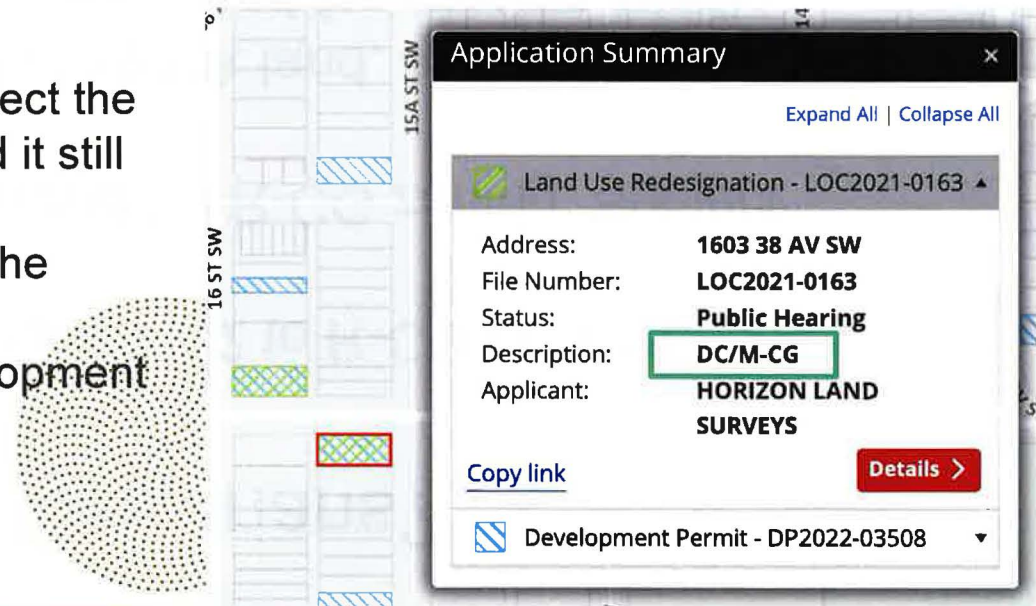 ect the
it still
he
opment
15A ST SW
14
16 ST SW
Application Summary
×
Expand All | Collapse All
Land Use Redesignation - LOC2021-0163
Address: 1603 38 AV SW
File Number: LOC2021-0163
Status: Public Hearing
Description: DC/M-CG
Applicant: HORIZON LAND
SURVEYS
Copy link
Details >
Development Permit - DP2022-03508